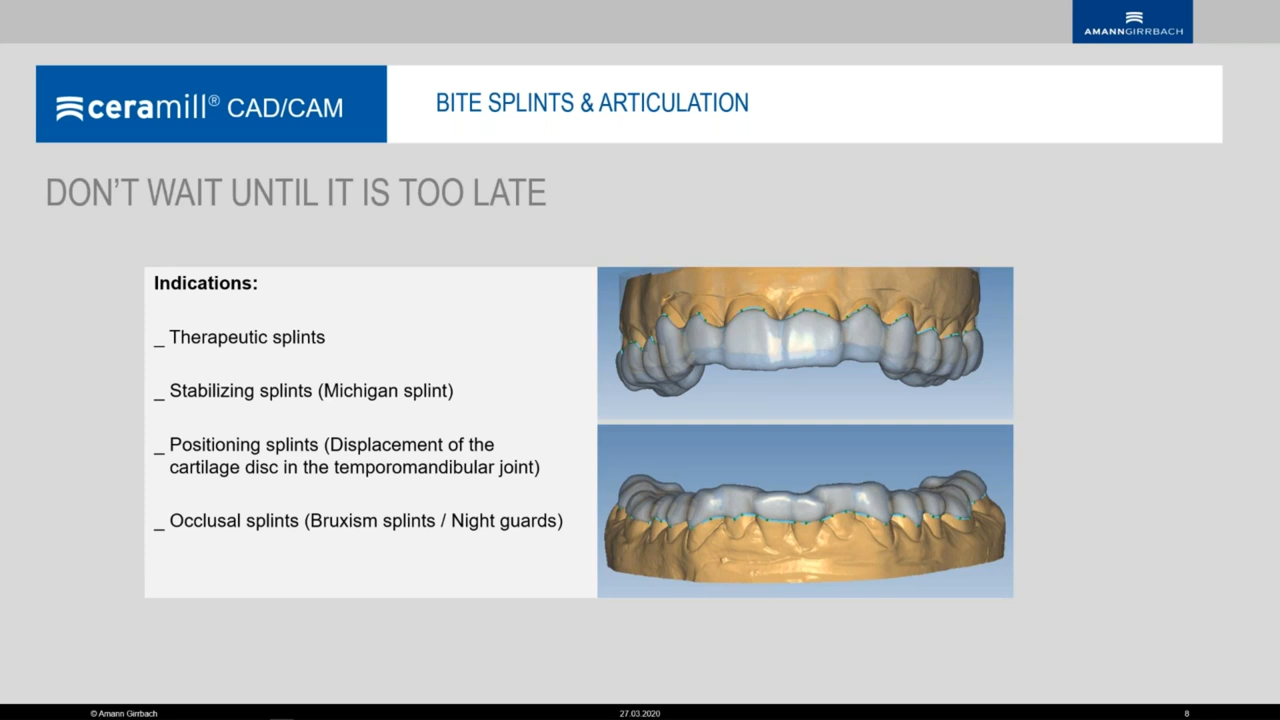 AMANNGIRRBACH
ceramill® CAD/CAM
BITE SPLINTS & ARTICULATION
DON'T WAIT UNTIL IT IS TOO LATE
Indications:
_ Therapeutic splints
_ Stabilizing splints (Michigan splint)
_ Positioning splints (Displacement of the
cartilage disc in the temporomandibular joint)
_ Occlusal splints (Bruxism splints / Night guards)
© Amann Girrbach
27.03.2020
8